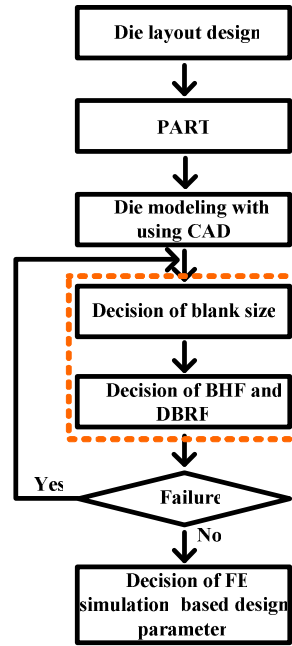 Die layout design
PART
Die modeling with
using CAD
Decision of blank size
Decision of BHF and
DBRF
Yes
Failure
No
Decision of FE
simulation based design
parameter